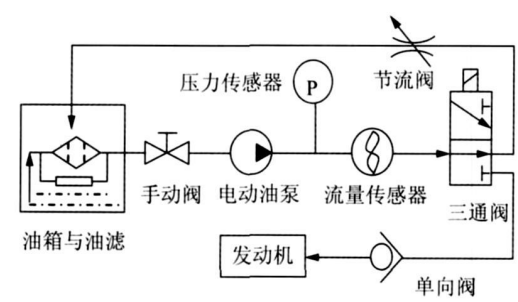 节流阀
压力传感器
P
手动阀
电动油泵
流量传感器
三通阀
油箱与油滤
发动机
单向阀